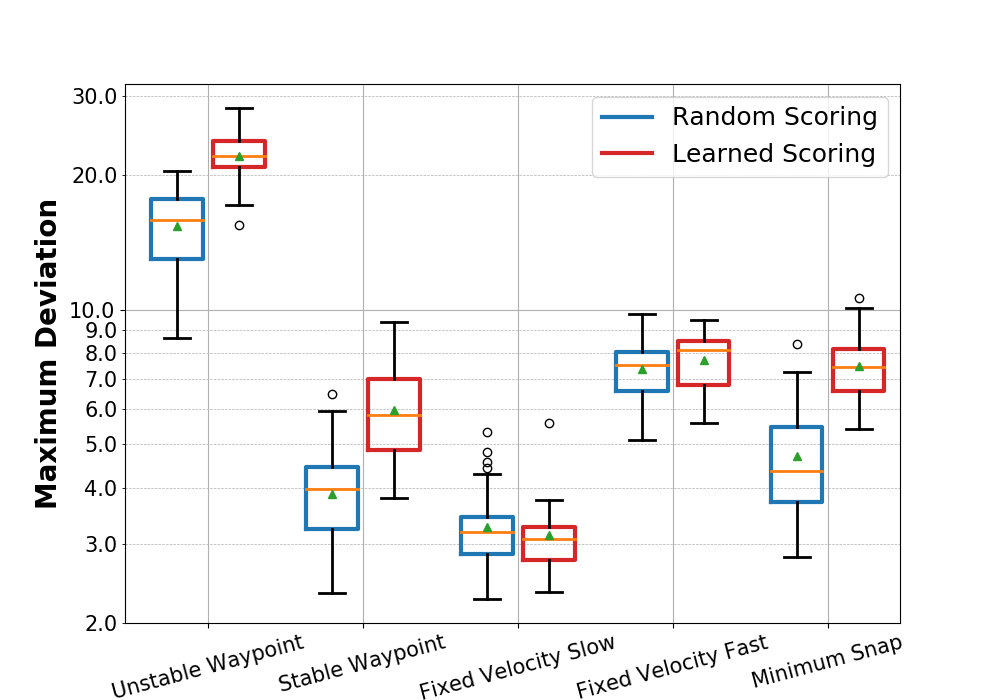 Maximum Deviation
30.0
20.0
10.0
9.0
8.0
7.0
6.0
5.0
4.0
3.0
2.0
Random Scoring
Learned Scoring
Unstable Waypoint
Stable Waypoint
Fixed Velocity Slow
Fixed Velocity Fast
Minimum Snap